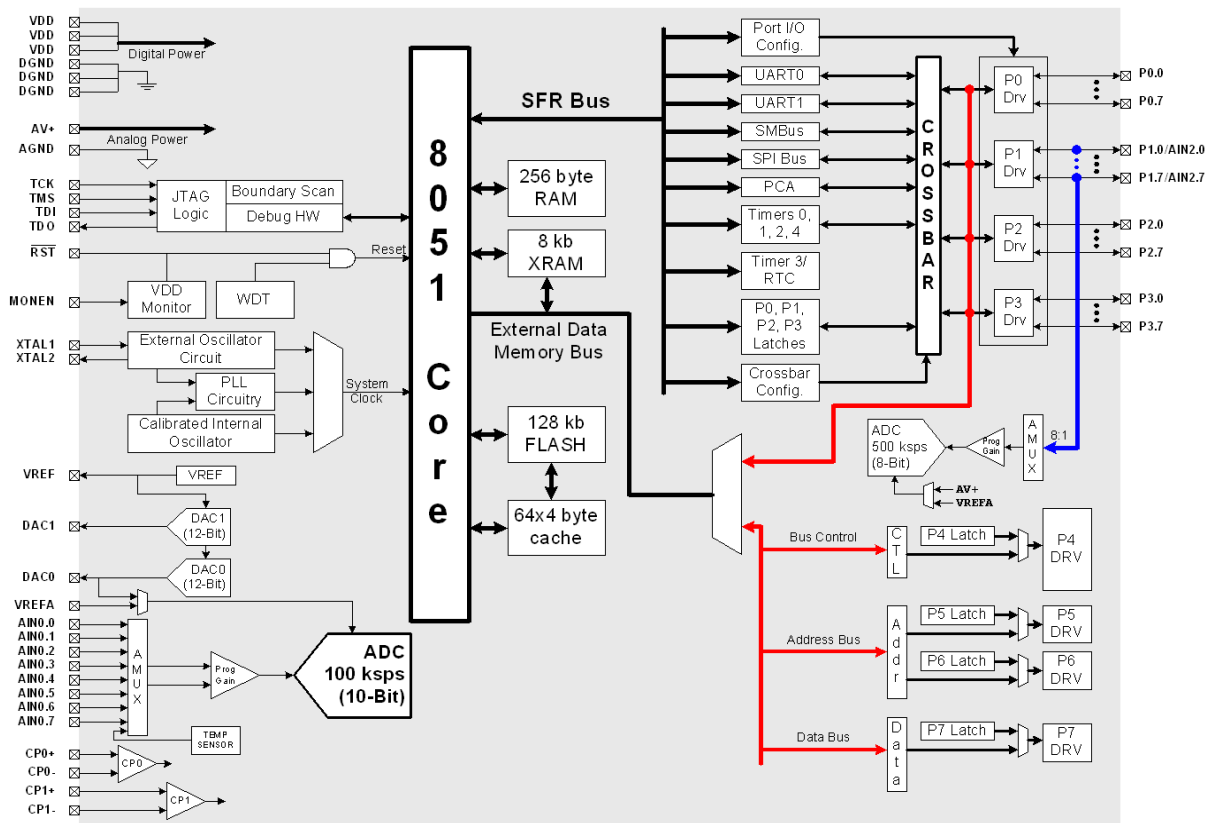 VDD
VDD
VDD
Digital Power
DGND
DGND
DGND
AV+
Analog Power
AGND
TCK
TMS
TDI
TDO
JTAG
Logic
Boundary Scan
Debug HW
RST
Reset
MONEN
VDD
Monitor
WDT
XTAL1
XTAL2
External Oscillator
Circuit
PLL
Circuitry
Calibrated Internal
Oscillator
System
Clock
VREF
VREF
DAC1
DAC1
(12-Bit)
DAC0
DAC0
(12-Bit)
VREFA
AIN0.0
AIN0.1
AIN0.2
AIN0.3
AIN0.4
AIN0.5
AIN0.6
AIN0.7
AMUX
Prog
Gain
ADC
100 ksps
(10-Bit)
TEMP
SENSOR
CP0+
CP0-
CP0
CP1+
CP1-
CP1
8051 Core
SFR Bus
256 byte
RAM
8 kb
XRAM
External Data
Memory Bus
128 kb
FLASH
64x4 byte
cache
Port I/O
Config.
UART0
UART1
SMBus
SPI Bus
PCA
Timers 0,
1, 2, 4
Timer 3/
RTC
P0, P1,
P2, P3
Latches
Crossbar
Config.
CROSSBAR
P0
Drv
P1
Drv
P2
Drv
P3
Drv
P0.0
P0.7
P1.0/AIN2.0
P1.7/AIN2.7
P2.0
P2.7
P3.0
P3.7
ADC
500 ksps
(8-Bit)
Prog
Gain
AMUX
8:1
AV+
VREFA
Bus Control
CTL
P4 Latch
P4
DRV
Address Bus
Addr
P5 Latch
P5
DRV
P6 Latch
P6
DRV
Data Bus
Data
P7 Latch
P7
DRV